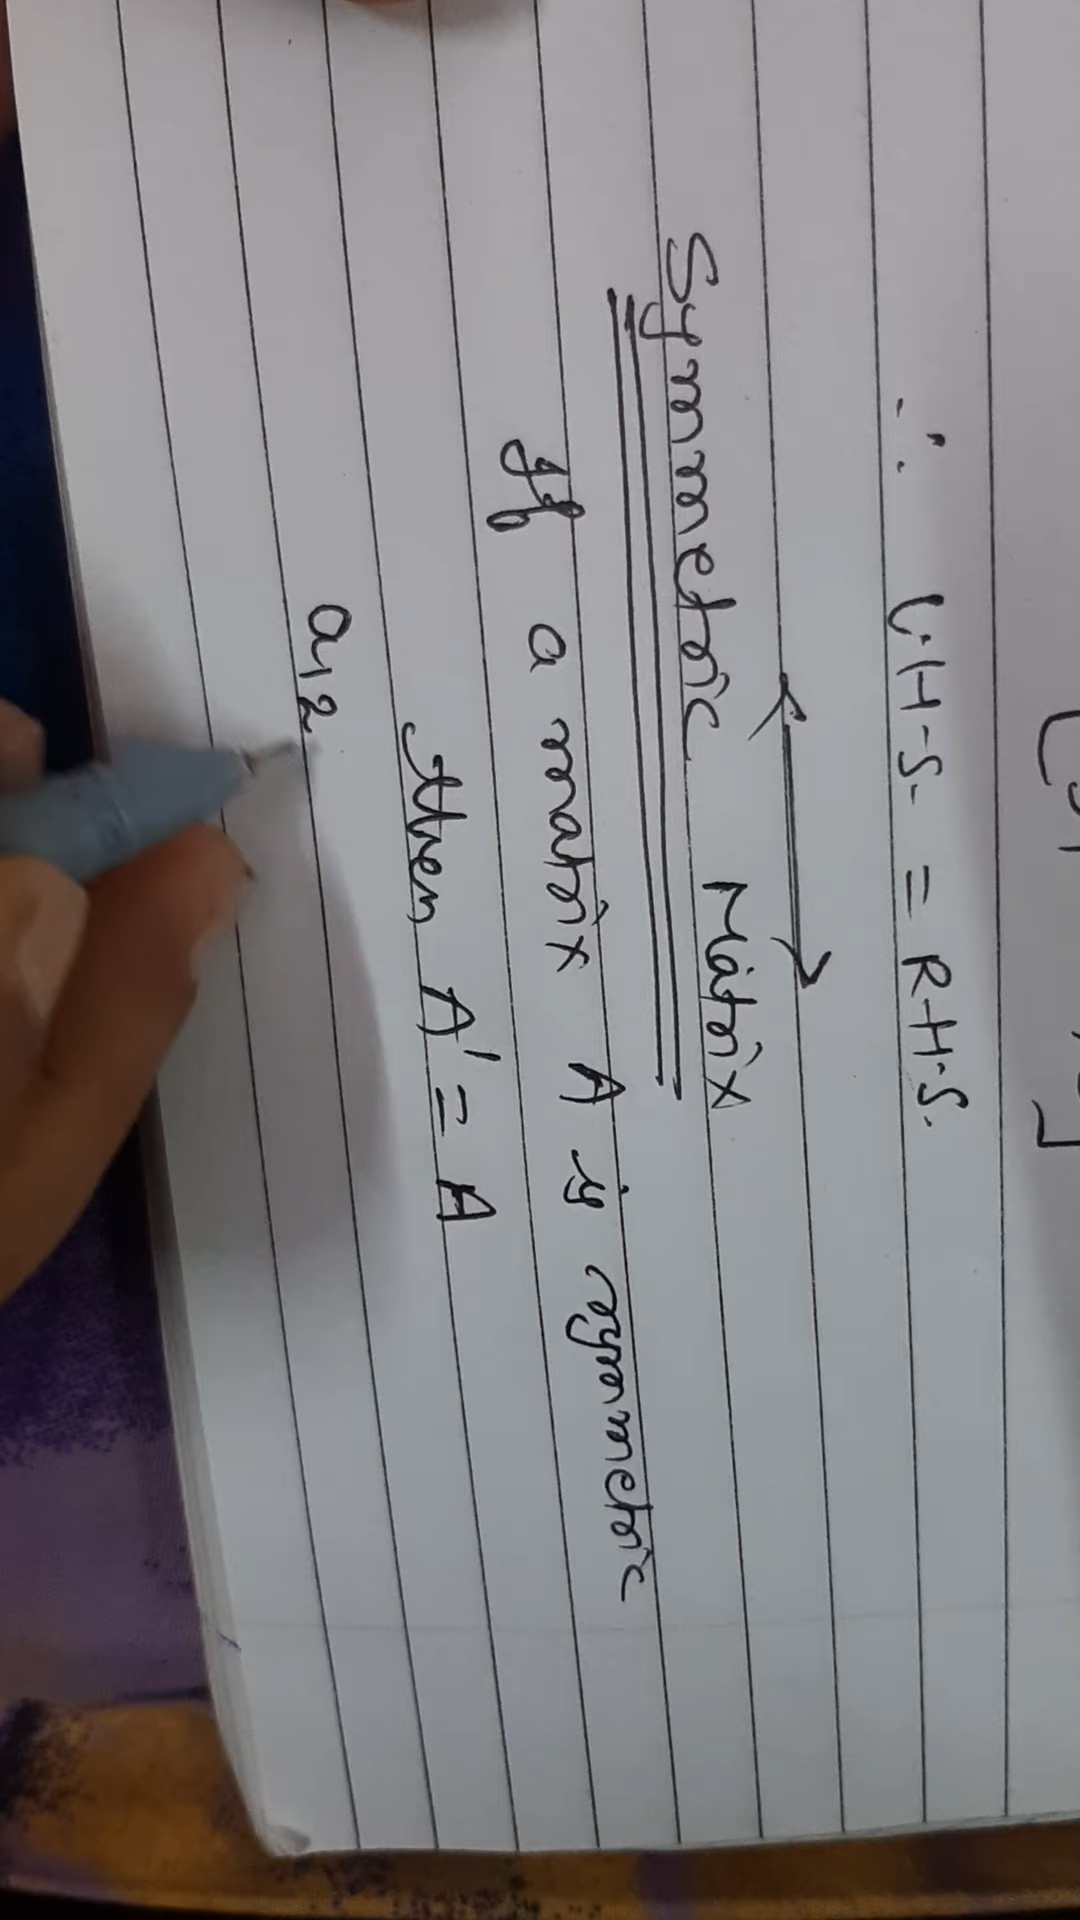 ∴ L.H.S. = R.H.S.
Symmetric Matrix
If a matrix A is symmetric
then A' = A
a12